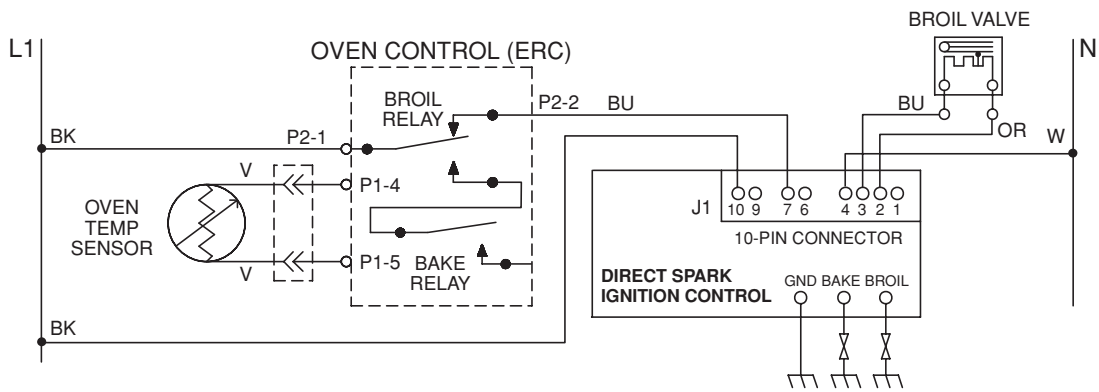 BROIL VALVE
L1
OVEN CONTROL (ERC)
N
BROIL
RELAY
P2-2
BU
BU
OR
BK
P2-1
W
V
P1-4
OVEN
TEMP
SENSOR
J1
10 9 7 6 4 3 2 1
10-PIN CONNECTOR
V
P1-5
BAKE
RELAY
DIRECT SPARK
IGNITION CONTROL
GND BAKE BROIL
BK